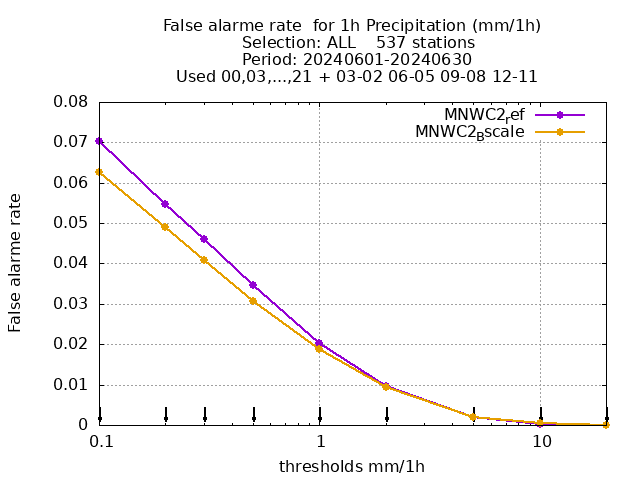 False alarme rate  for 1h Precipitation (mm/1h)
Selection: ALL    537 stations
Period: 20240601-20240630
Used 00,03,...,21 + 03-02 06-05 09-08 12-11
MNWC2ref
MNWC2Bscale
0.08
0.07
0.06
0.05
0.04
0.03
0.02
0.01
0
False alarme rate
0.1
1
10
thresholds mm/1h